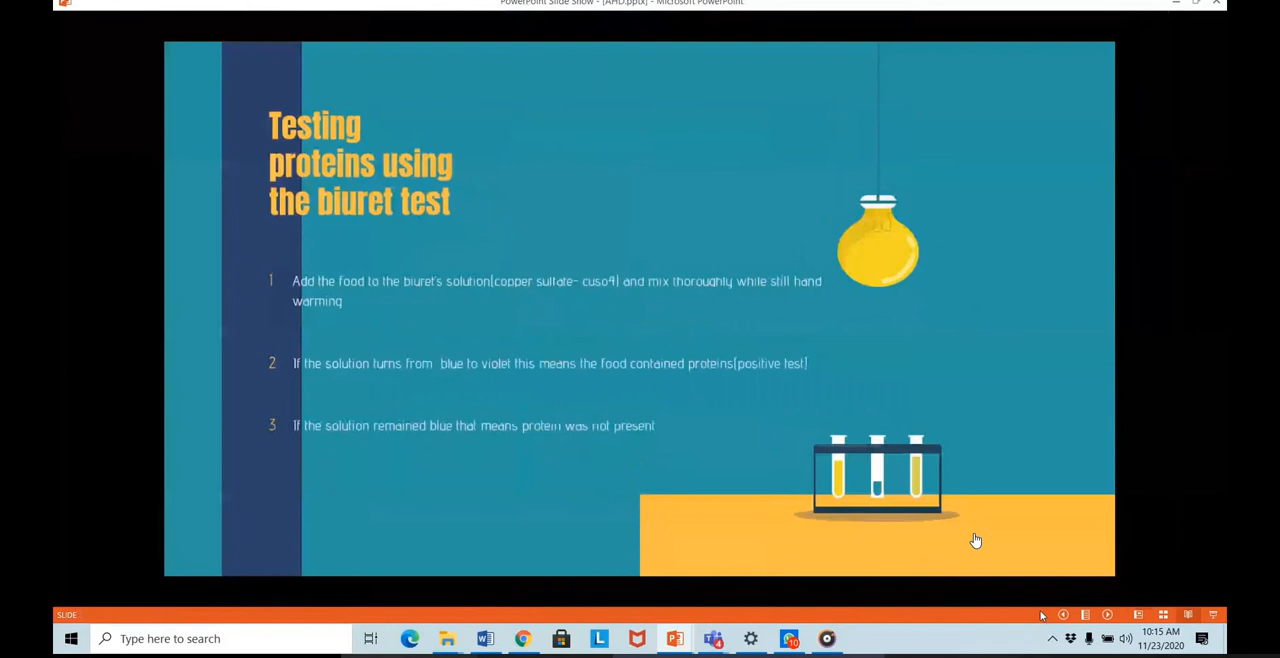 PowerPoint Slide Show - [AHD.pptx] - Microsoft PowerPoint
Testing
proteins using
the biuret test
1 Add the food to the biuret's solution(copper sulfate- cuso4) and mix thoroughly while still hand
warming
2 If the solution turns from blue to violet this means the food contained proteins(positive test)
3 If the solution remained blue that means protein was not present
SLIDE
Type here to search
4
10
10:15 AM
11/23/2020